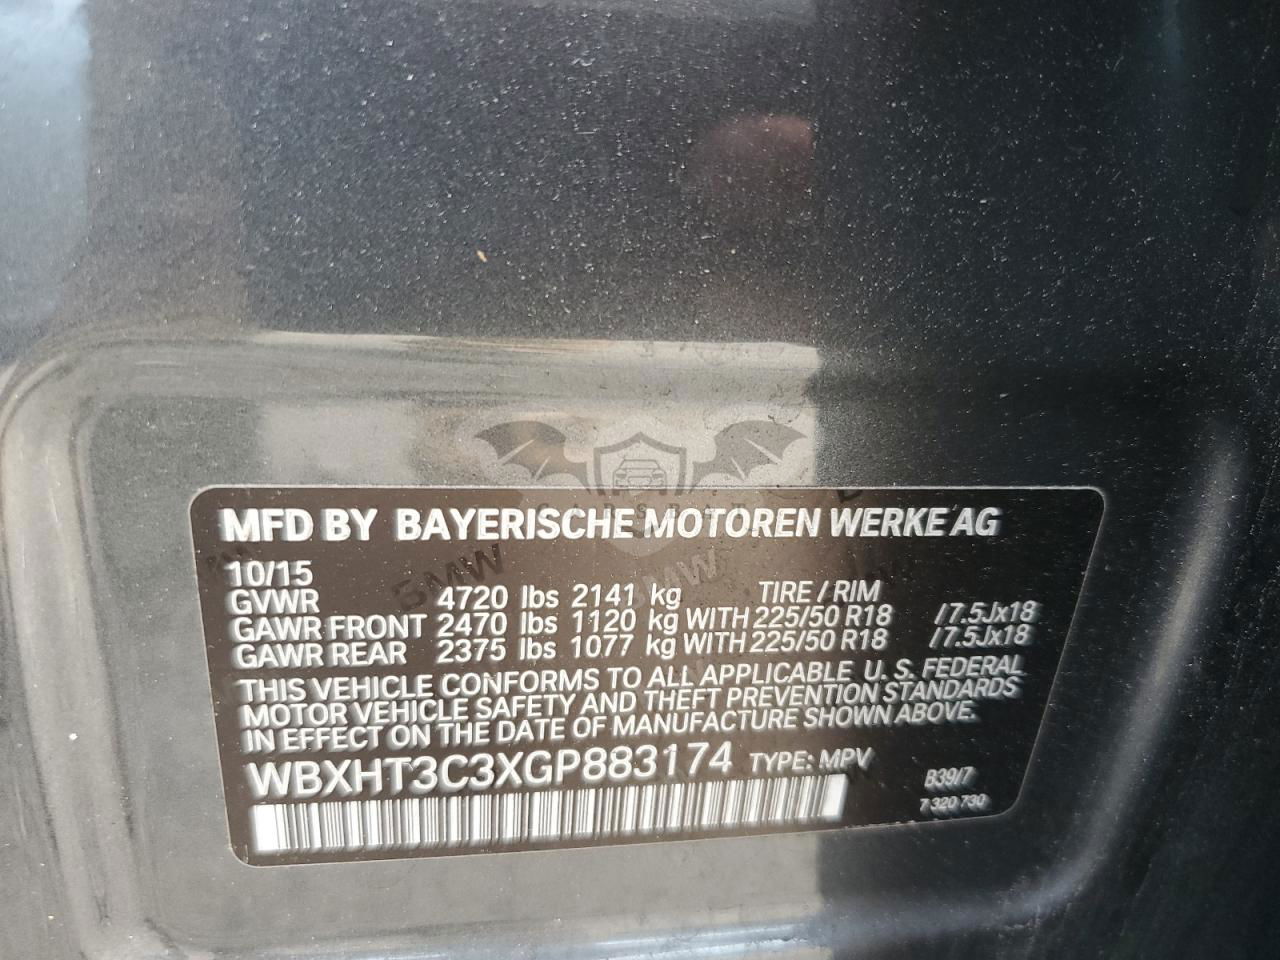 MFD BY BAYERISCHE MOTOREN WERKE AG
10/15
GVWR 4720 lbs 2141 kg TIRE / RIM
GAWR FRONT 2470 lbs 1120 kg WITH 225/50 R18 /7.5Jx18
GAWR REAR 2375 lbs 1077 kg WITH 225/50 R18 /7.5Jx18
THIS VEHICLE CONFORMS TO ALL APPLICABLE U.S. FEDERAL
MOTOR VEHICLE SAFETY AND THEFT PREVENTION STANDARDS
IN EFFECT ON THE DATE OF MANUFACTURE SHOWN ABOVE.
WBXHT3C3XGP883174 TYPE: MPV
B39/7
7 320 730
BMW